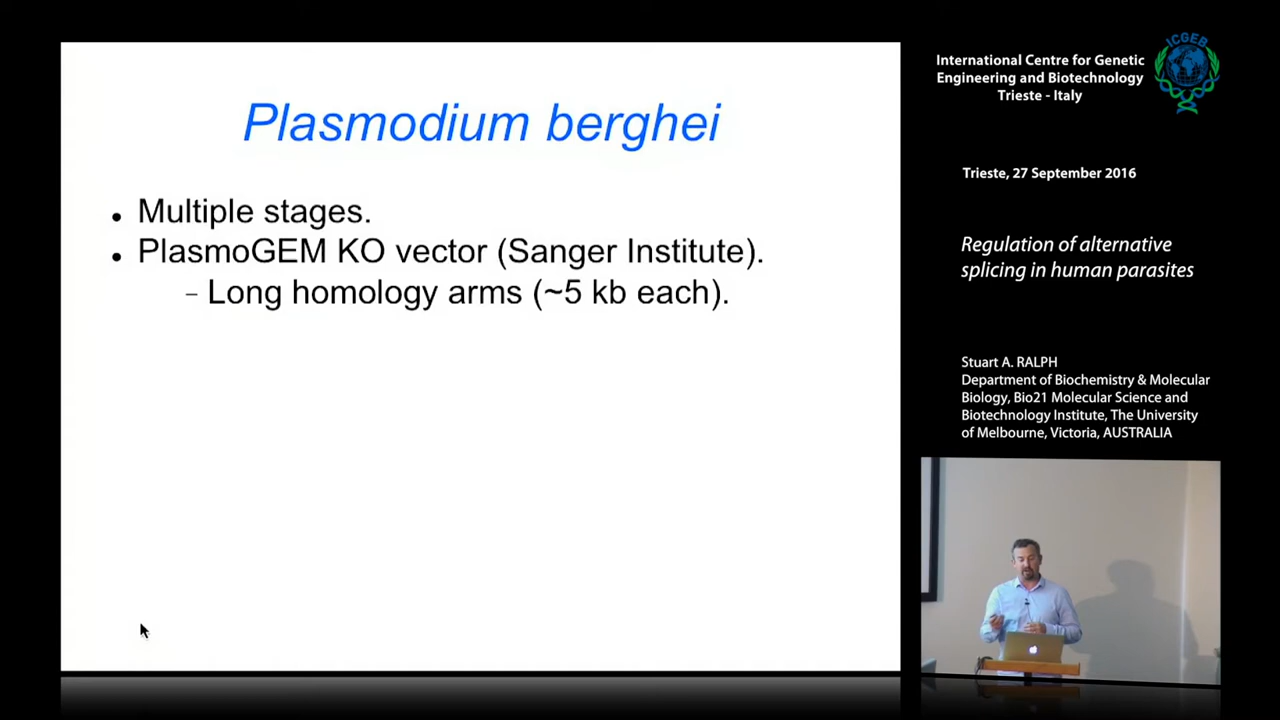 Plasmodium berghei
• Multiple stages.
• PlasmoGEM KO vector (Sanger Institute).
– Long homology arms (~5 kb each).
International Centre for Genetic
Engineering and Biotechnology
Trieste - Italy
ICGEB
Trieste, 27 September 2016
Regulation of alternative
splicing in human parasites
Stuart A. RALPH
Department of Biochemistry & Molecular
Biology, Bio21 Molecular Science and
Biotechnology Institute, The University
of Melbourne, Victoria, AUSTRALIA